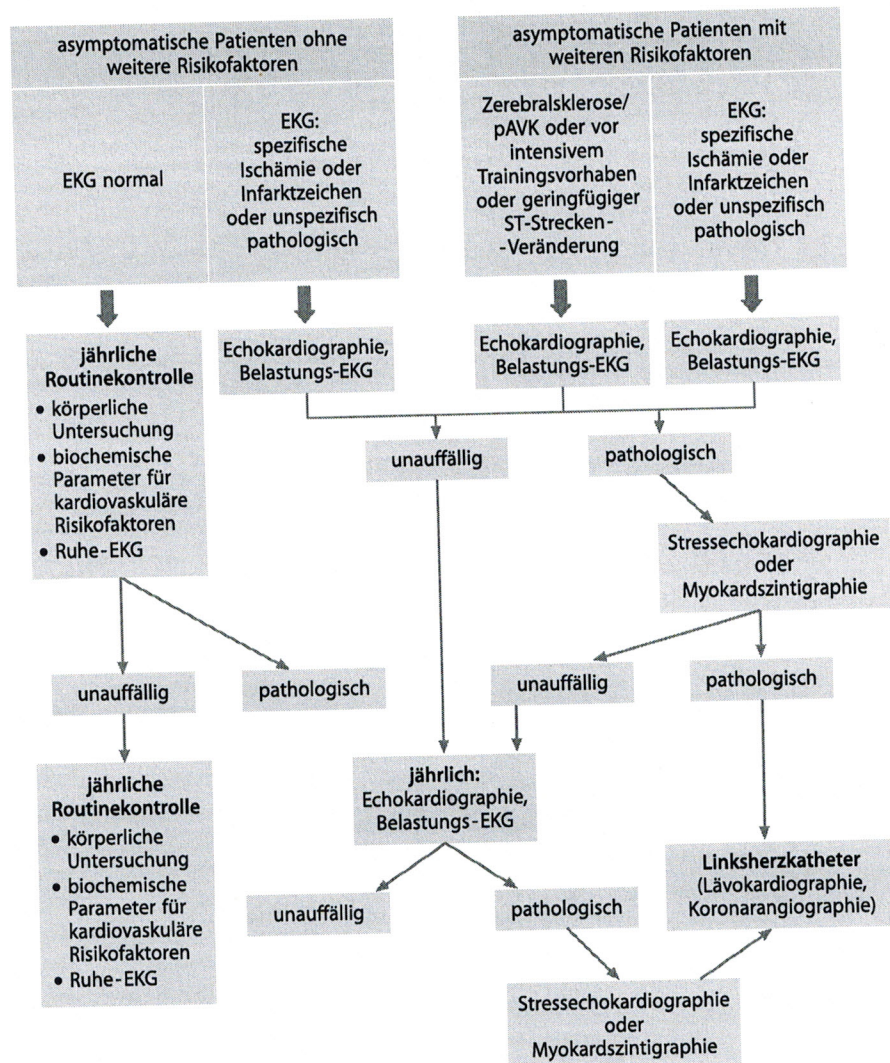 asymptomatische Patienten ohne
weitere Risikofaktoren
EKG normal
EKG:
spezifische
Ischämie oder
Infarktzeichen
oder unspezifisch
pathologisch
asymptomatische Patienten mit
weiteren Risikofaktoren
Zerebralsklerose/
pAVK oder vor
intensivem
Trainingsvorhaben
oder geringfügiger
ST-Strecken-
-Veränderung
EKG:
spezifische
Ischämie oder
Infarktzeichen
oder unspezifisch
pathologisch
jährliche
Routinekontrolle
• körperliche
Untersuchung
• biochemische
Parameter für
kardiovaskuläre
Risikofaktoren
• Ruhe-EKG
Echokardiographie,
Belastungs-EKG
Echokardiographie,
Belastungs-EKG
Echokardiographie,
Belastungs-EKG
unauffällig
pathologisch
Stressechokardiographie
oder
Myokardszintigraphie
unauffällig
pathologisch
unauffällig
pathologisch
jährliche
Routinekontrolle
• körperliche
Untersuchung
• biochemische
Parameter für
kardiovaskuläre
Risikofaktoren
• Ruhe-EKG
jährlich:
Echokardiographie,
Belastungs-EKG
unauffällig
pathologisch
Linksherzkatheter
(Lävokardiographie,
Koronarangiographie)
Stressechokardiographie
oder
Myokardszintigraphie